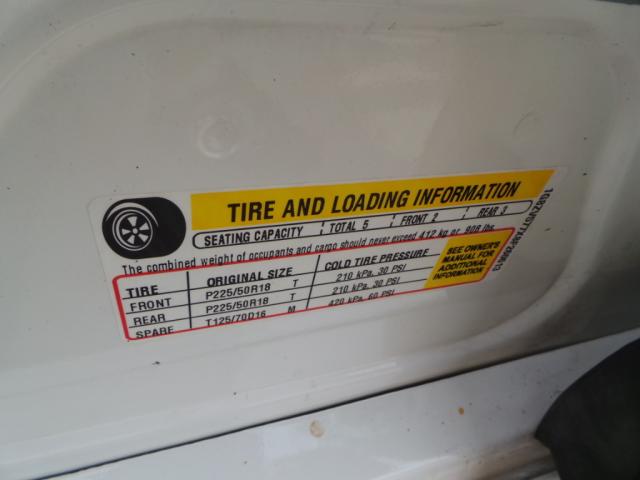 TIRE AND LOADING INFORMATION
SEATING CAPACITY TOTAL 5 FRONT 2 REAR 3
The combined weight of occupants and cargo should never exceed 412 kg or 908 lbs.
TIRE ORIGINAL SIZE COLD TIRE PRESSURE
FRONT P225/50R18 T 210 kPa, 30 PSI
REAR P225/50R18 T 210 kPa, 30 PSI
SPARE T125/70D16 M 420 kPa, 60 PSI
SEE OWNER'S
MANUAL FOR
ADDITIONAL
INFORMATION